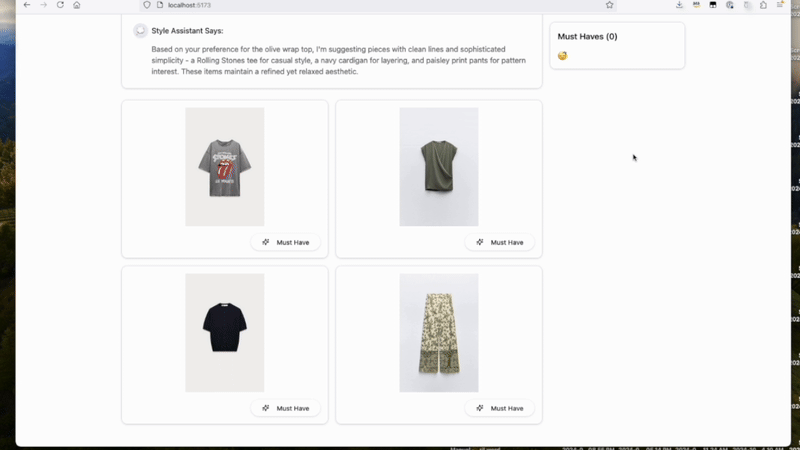 localhost:5173
Style Assistant Says:
Must Haves (0)
Based on your preference for the olive wrap top, I'm suggesting pieces with clean lines and sophisticated
simplicity - a Rolling Stones tee for casual style, a navy cardigan for layering, and paisley print pants for pattern
interest. These items maintain a refined yet relaxed aesthetic.
Must Have
Must Have
Must Have
Must Have